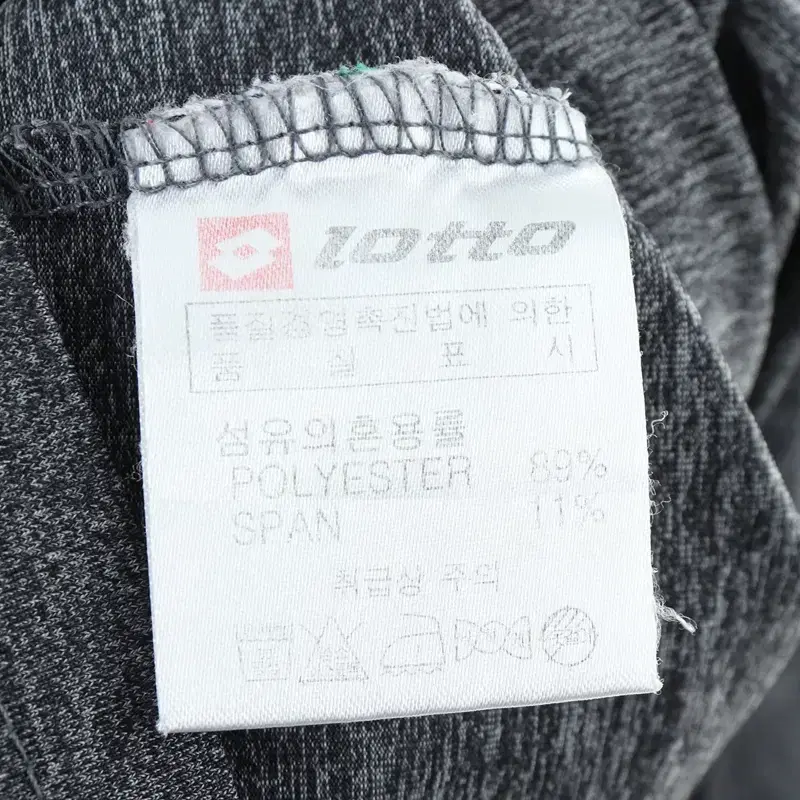 lotto
품질경영촉진법에 의한
품 질 표 시
섬유의혼용률
POLYESTER 89%
SPAN 11%
취급상 주의